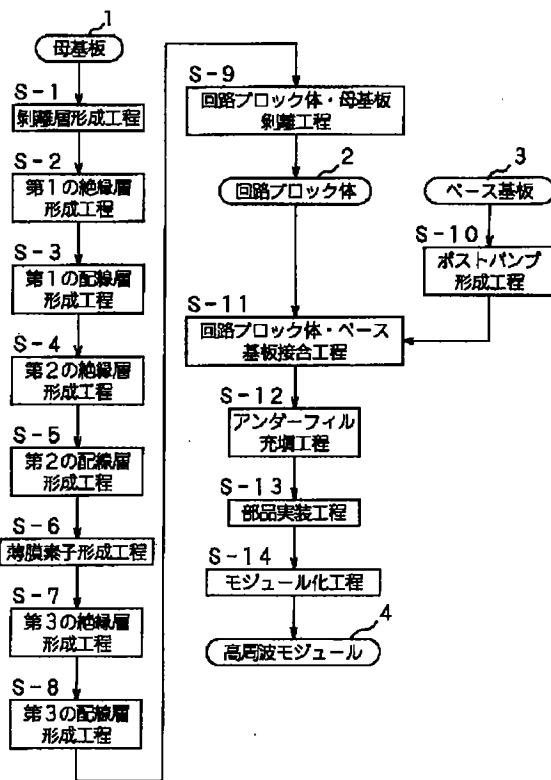 1
母基板
S-1
剥離層形成工程
S-2
第1の絶縁層
形成工程
S-3
第1の配線層
形成工程
S-4
第2の絶縁層
形成工程
S-5
第2の配線層
形成工程
S-6
薄膜素子形成工程
S-7
第3の絶縁層
形成工程
S-8
第3の配線層
形成工程
S-9
回路ブロック体・母基板
剥離工程
2
回路ブロック体
3
ベース基板
S-10
ポストバンプ
形成工程
S-11
回路ブロック体・ベース
基板接合工程
S-12
アンダーフィル
充填工程
S-13
部品実装工程
S-14
モジュール化工程
4
高周波モジュール